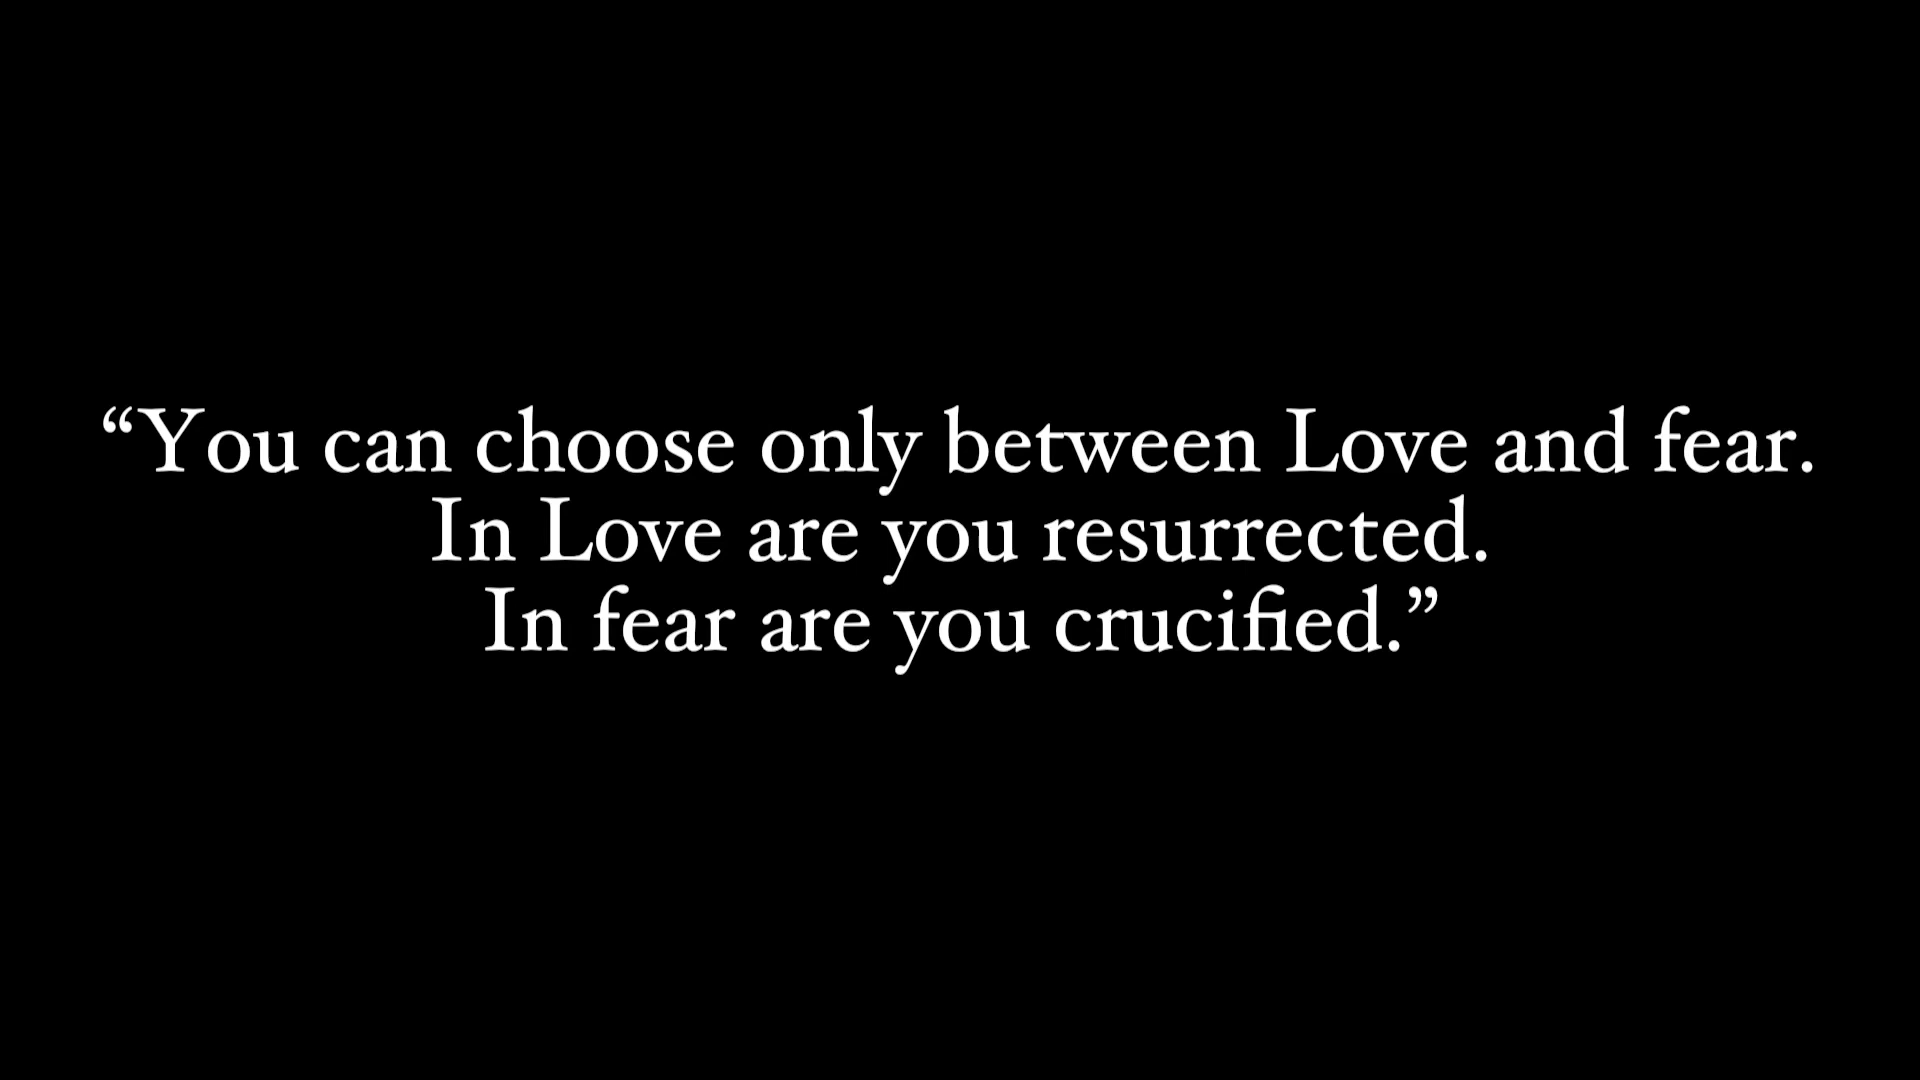 “You can choose only between Love and fear.
In Love are you resurrected.
In fear are you crucified.”